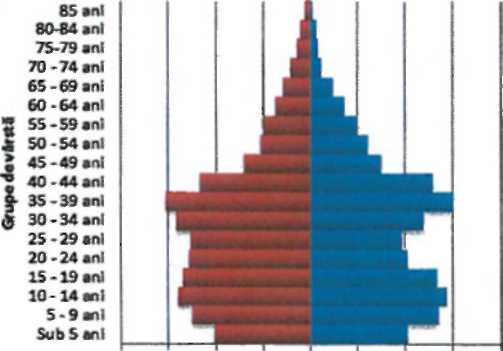 Grupe de vârstă
85 ani
80-84 ani
75-79 ani
70 - 74 ani
65 - 69 ani
60 - 64 ani
55 - 59 ani
50 - 54 ani
45 - 49 ani
40 - 44 ani
35 - 39 ani
30 - 34 ani
25 - 29 ani
20 - 24 ani
15 - 19 ani
10 - 14 ani
5 - 9 ani
Sub 5 ani